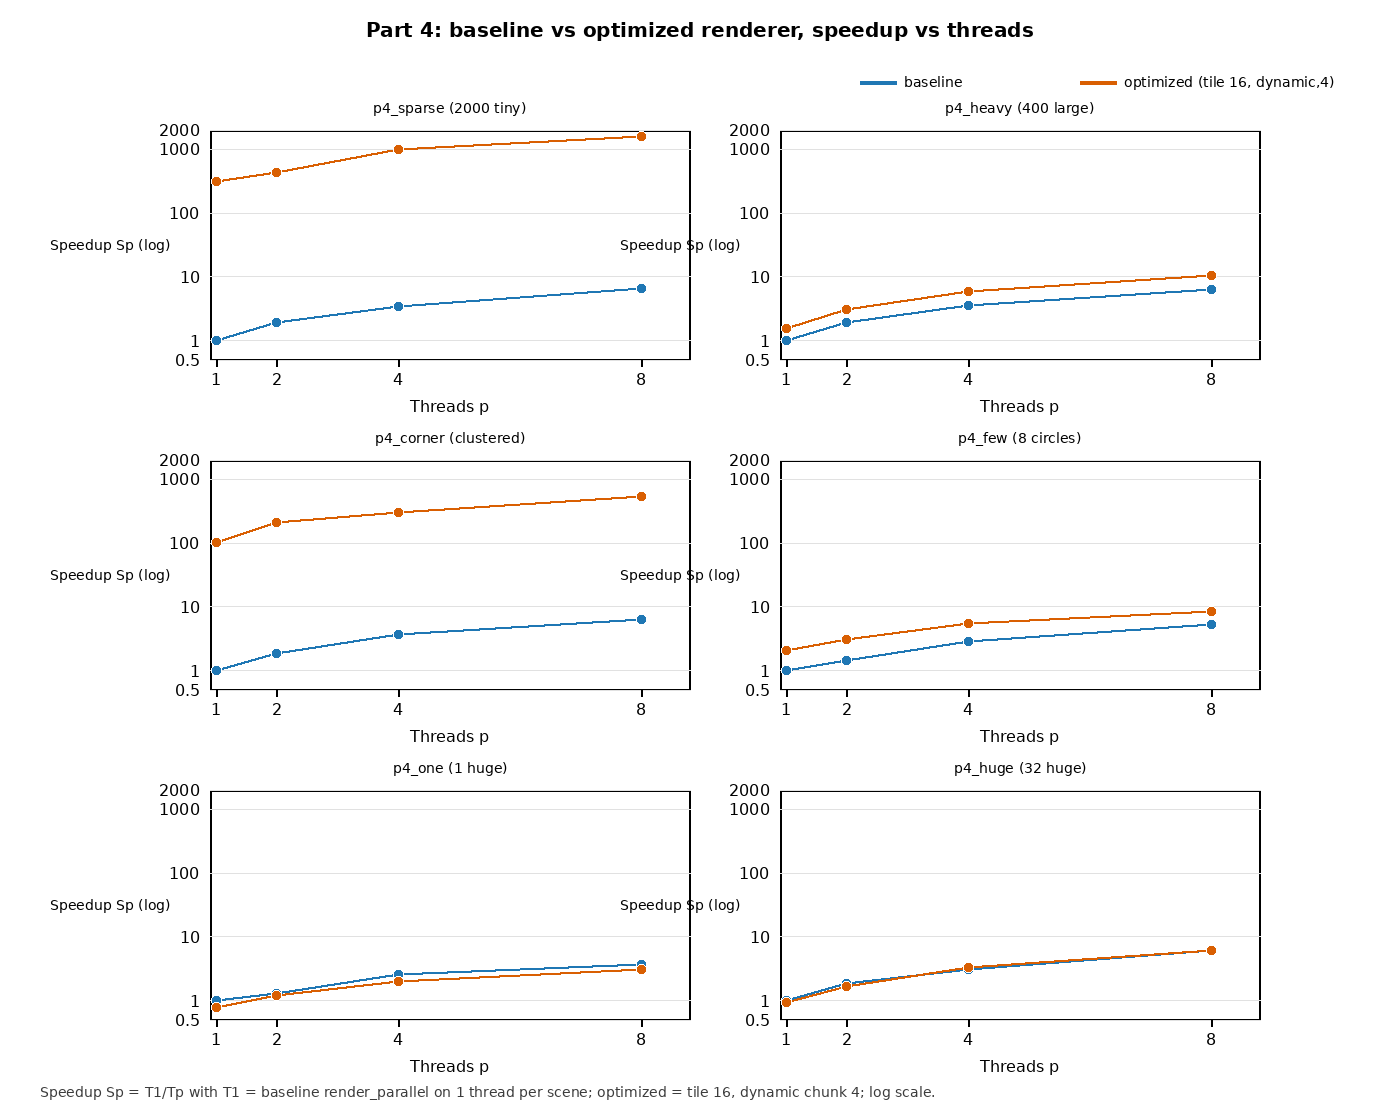 Part 4: baseline vs optimized renderer, speedup vs threads
baseline
optimized (tile 16, dynamic,4)
p4_sparse (2000 tiny)
2000
1000
100
Speedup Sp (log)
10
1
0.5
1 2 4 8
Threads p
p4_heavy (400 large)
2000
1000
100
Speedup Sp (log)
10
1
0.5
1 2 4 8
Threads p
p4_corner (clustered)
2000
1000
100
Speedup Sp (log)
10
1
0.5
1 2 4 8
Threads p
p4_few (8 circles)
2000
1000
100
Speedup Sp (log)
10
1
0.5
1 2 4 8
Threads p
p4_one (1 huge)
2000
1000
100
Speedup Sp (log)
10
1
0.5
1 2 4 8
Threads p
p4_huge (32 huge)
2000
1000
100
Speedup Sp (log)
10
1
0.5
1 2 4 8
Threads p
Speedup Sp = T1/Tp with T1 = baseline render_parallel on 1 thread per scene; optimized = tile 16, dynamic chunk 4; log scale.